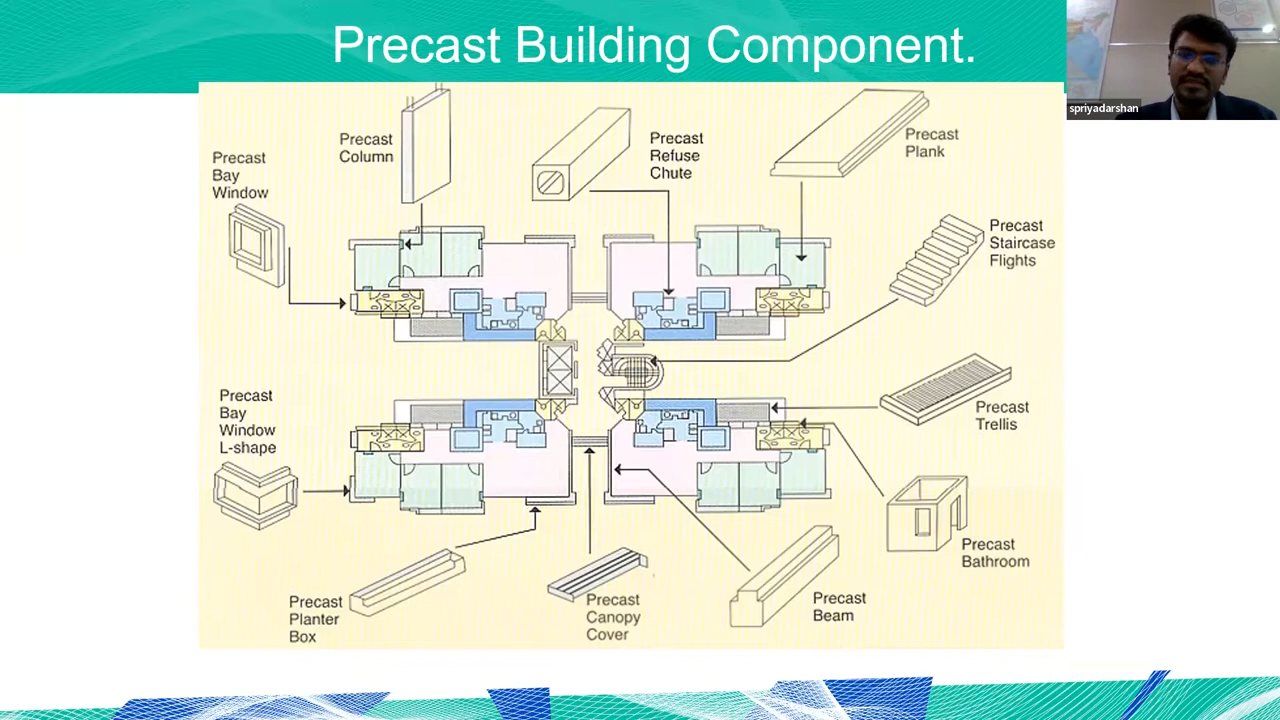 Precast Building Component.
spriyadarshan
Precast
Column
Precast
Refuse
Chute
Precast
Plank
Precast
Bay
Window
Precast
Staircase
Flights
Precast
Bay
Window
L-shape
Precast
Trellis
Precast
Bathroom
Precast
Planter
Box
Precast
Canopy
Cover
Precast
Beam